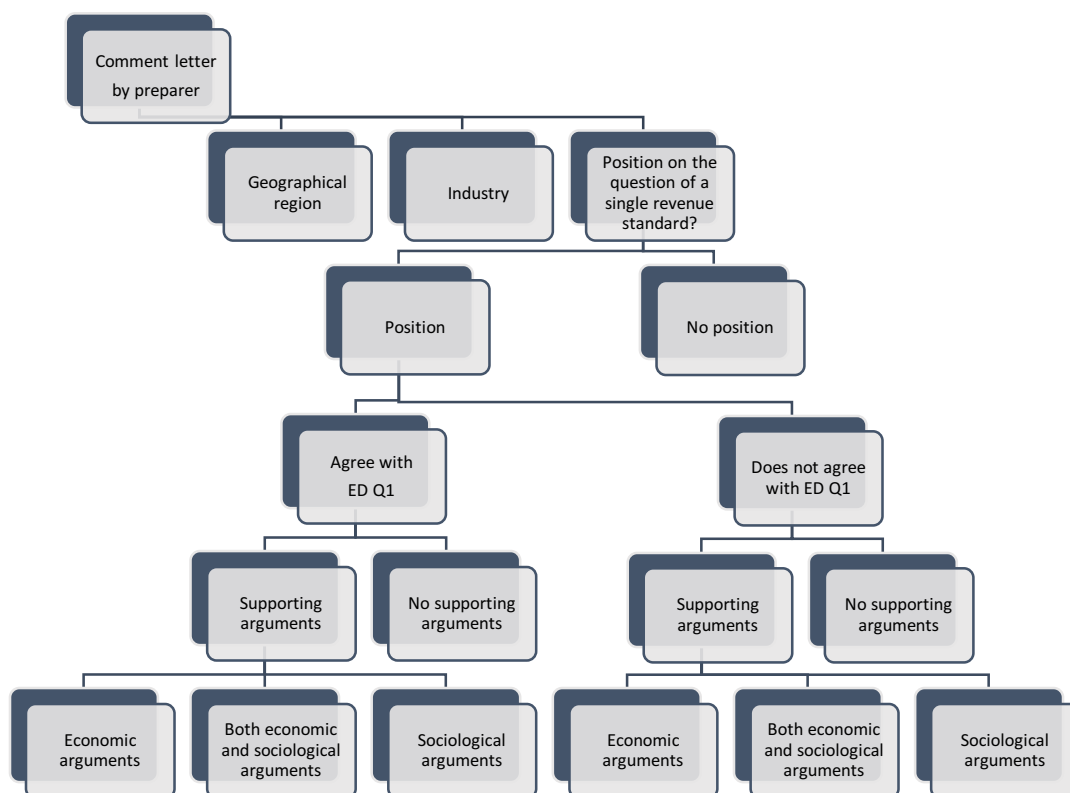 Comment letter
by preparer
Geographical
region
Industry
Position on the
question of a
single revenue
standard?
Position
No position
Agree with
ED Q1
Does not agree
with ED Q1
Supporting
arguments
No supporting
arguments
Supporting
arguments
No supporting
arguments
Economic
arguments
Both economic
and sociological
arguments
Sociological
arguments
Economic
arguments
Both economic
and sociological
arguments
Sociological
arguments